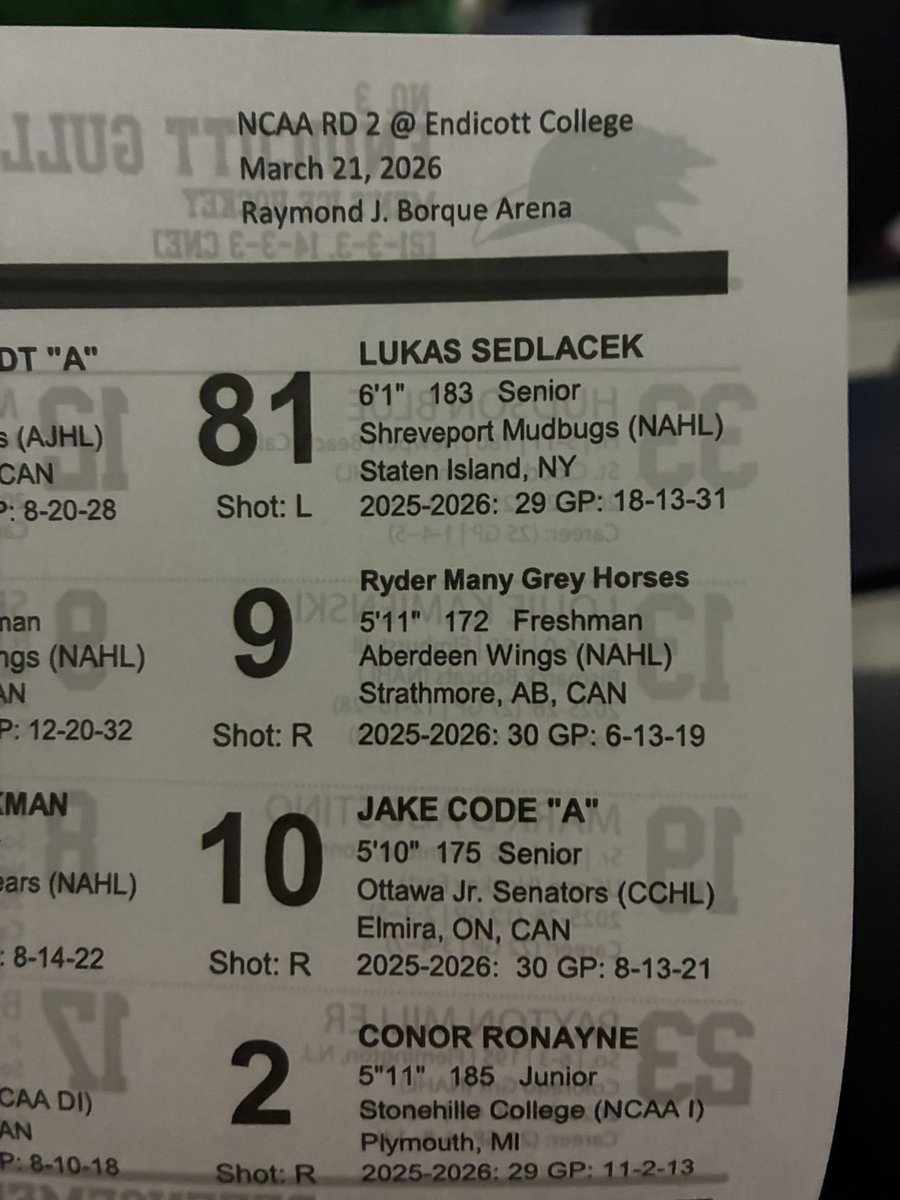 NCAA RD 2 @ Endicott College
March 21, 2026
Raymond J. Borque Arena
DT "A"
s (AJHL)
CAN
P: 8-20-28
81
Shot: L
LUKAS SEDLACEK
6'1" 183 Senior
Shreveport Mudbugs (NAHL)
Staten Island, NY
2025-2026: 29 GP: 18-13-31
man
ngs (NAHL)
AN
P: 12-20-32
9
Shot: R
Ryder Many Grey Horses
5'11" 172 Freshman
Aberdeen Wings (NAHL)
Strathmore, AB, CAN
2025-2026: 30 GP: 6-13-19
KMAN
ears (NAHL)
: 8-14-22
10
Shot: R
JAKE CODE "A"
5'10" 175 Senior
Ottawa Jr. Senators (CCHL)
Elmira, ON, CAN
2025-2026: 30 GP: 8-13-21
CAA DI)
AN
P: 8-10-18
2
Shot: R
CONOR RONAYNE
5"11" 185 Junior
Stonehille College (NCAA I)
Plymouth, MI
2025-2026: 29 GP: 11-2-13